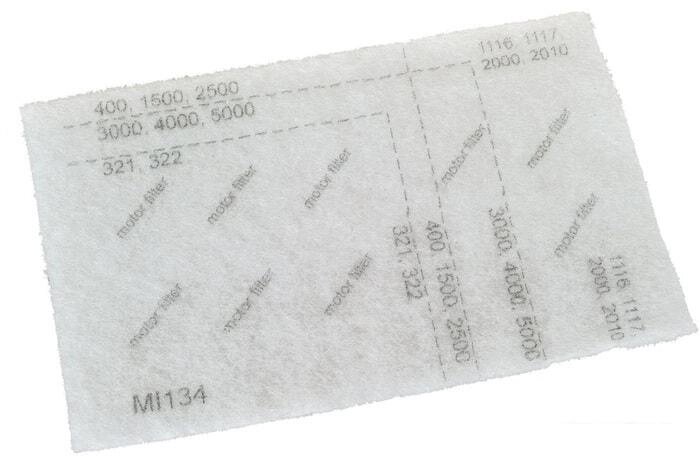 1116, 1117,
2000, 2010
400, 1500, 2500
3000, 4000, 5000
321, 322
motor filter
motor filter
motor filter
motor filter
motor filter
321, 322
400, 1500, 2500
3000, 4000, 5000
motor filter
1116, 1117
2000, 2010
motor filter
motor filter
motor filter
MI134